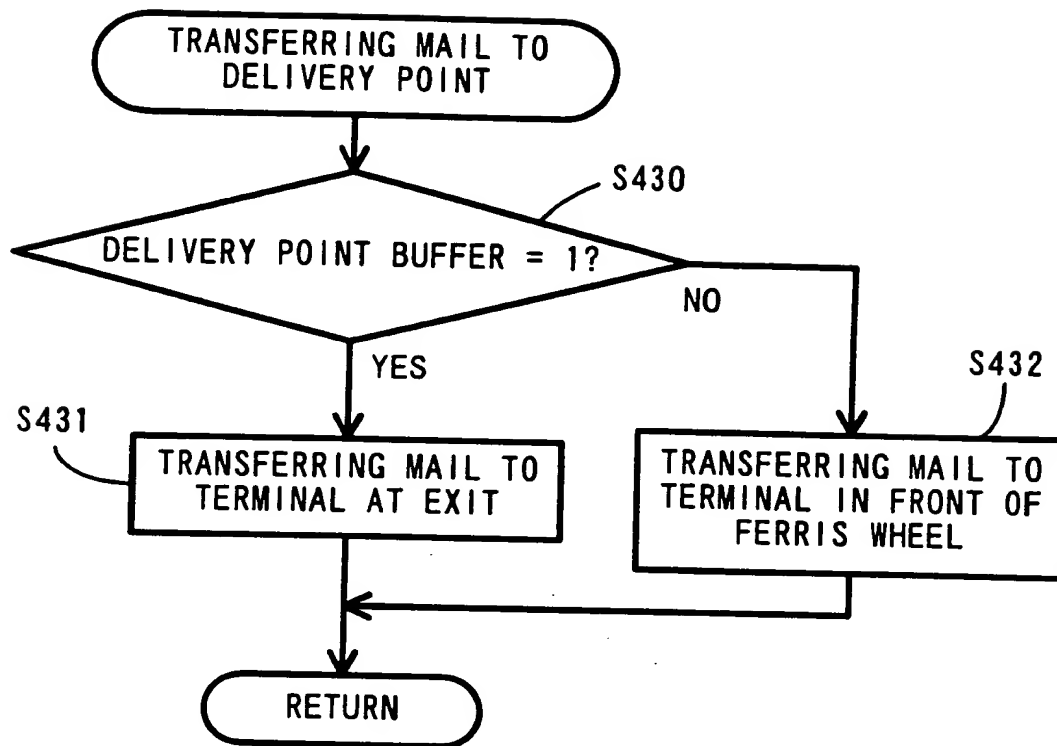 TRANSFERRING MAIL TO
DELIVERY POINT
S430
DELIVERY POINT BUFFER = 1?
NO
YES
S432
S431
TRANSFERRING MAIL TO
TERMINAL AT EXIT
TRANSFERRING MAIL TO
TERMINAL IN FRONT OF
FERRIS WHEEL
RETURN